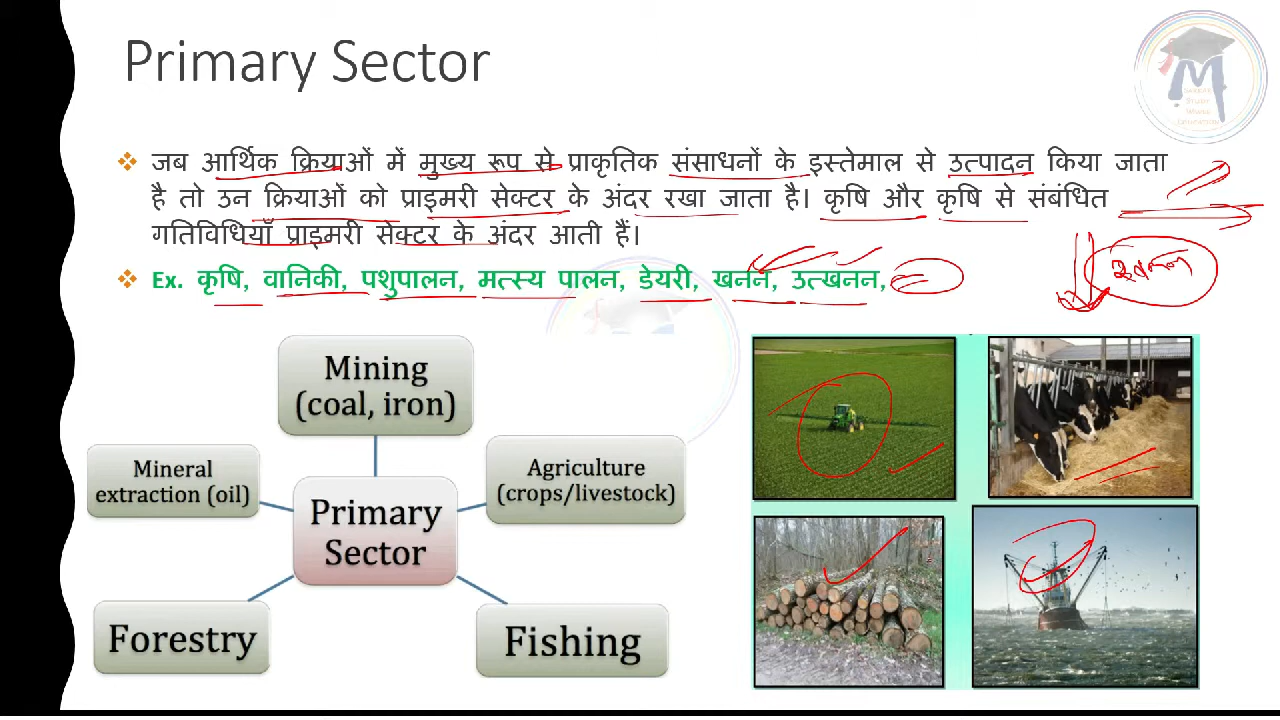 Primary Sector
जब आर्थिक क्रियाओं में मुख्य रूप से प्राकृतिक संसाधनों के इस्तेमाल से उत्पादन किया जाता
है तो उन क्रियाओं को प्राइमरी सेक्टर के अंदर रखा जाता है। कृषि और कृषि से संबंधित
गतिविधियाँ प्राइमरी सेक्टर के अंदर आती हैं।
Ex. कृषि, वानिकी, पशुपालन, मत्स्य पालन, डेयरी, खनन, उत्खनन,
Mining
(coal, iron)
Mineral
extraction (oil)
Agriculture
(crops/livestock)
Primary
Sector
Forestry
Fishing